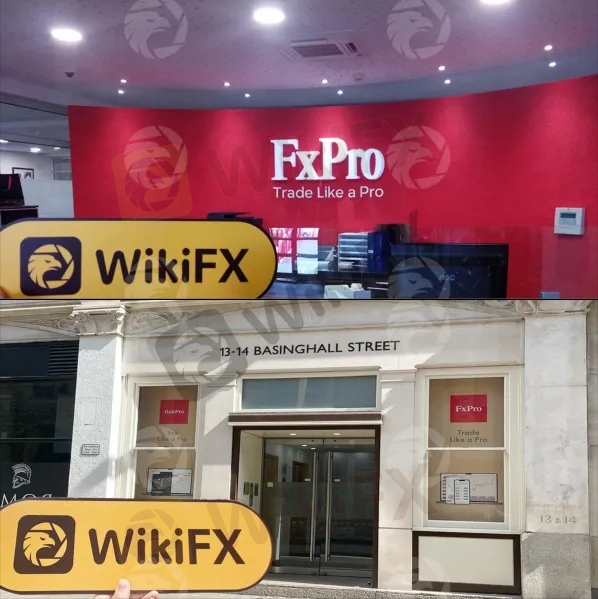 FxPro
Trade Like a Pro
WikiFX
13-14 BASINGHALL STREET
FxPro
Trade
Like a Pro
FxPro
Trade
Like a Pro
13 & 14
WikiFX